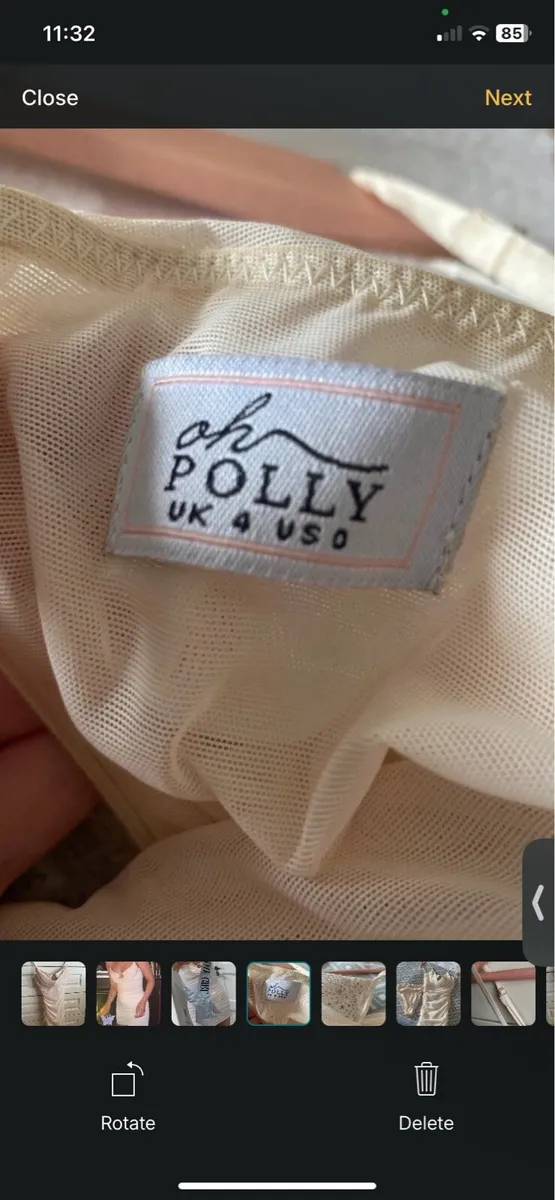 11:32
85
Close
Next
oh
POLLY
UK 4 US 0
Rotate
Delete